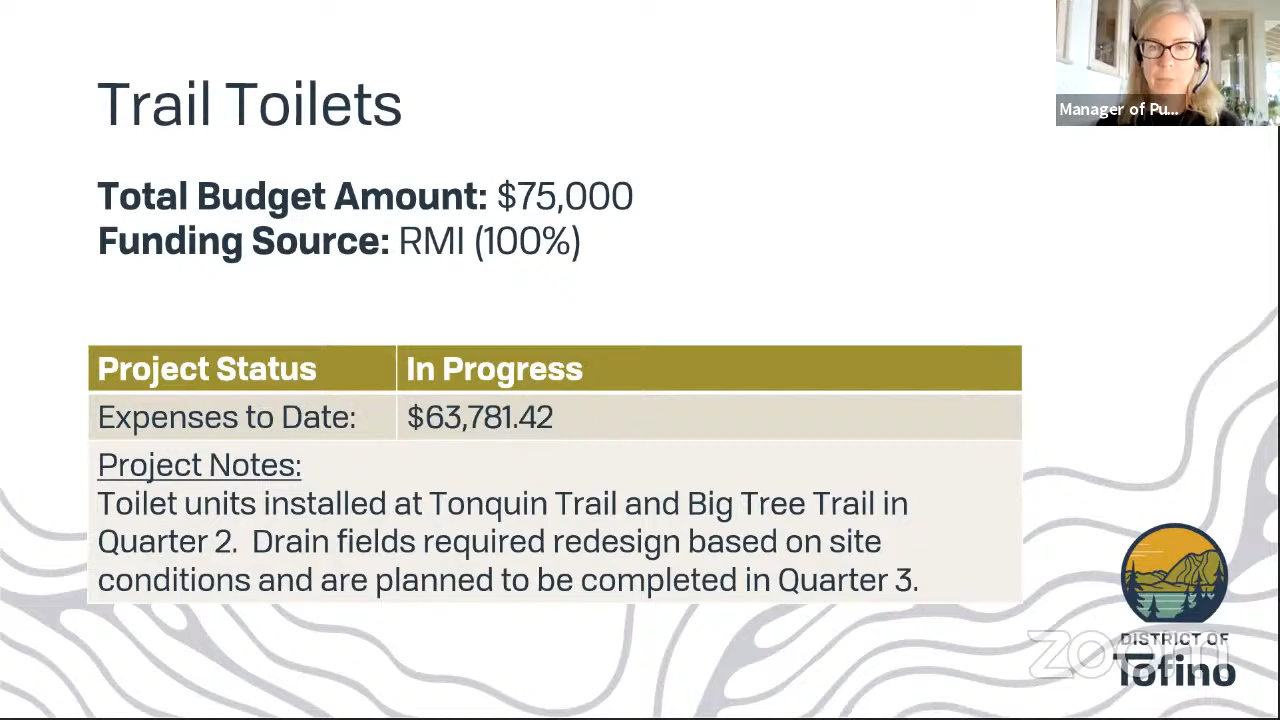 Trail Toilets
Manager of Pu...
Total Budget Amount: $75,000
Funding Source: RMI (100%)
Project Status In Progress
Expenses to Date: $63,781.42
Project Notes:
Toilet units installed at Tonquin Trail and Big Tree Trail in
Quarter 2. Drain fields required redesign based on site
conditions and are planned to be completed in Quarter 3.
DISTRICT OF
Tofino
zoom